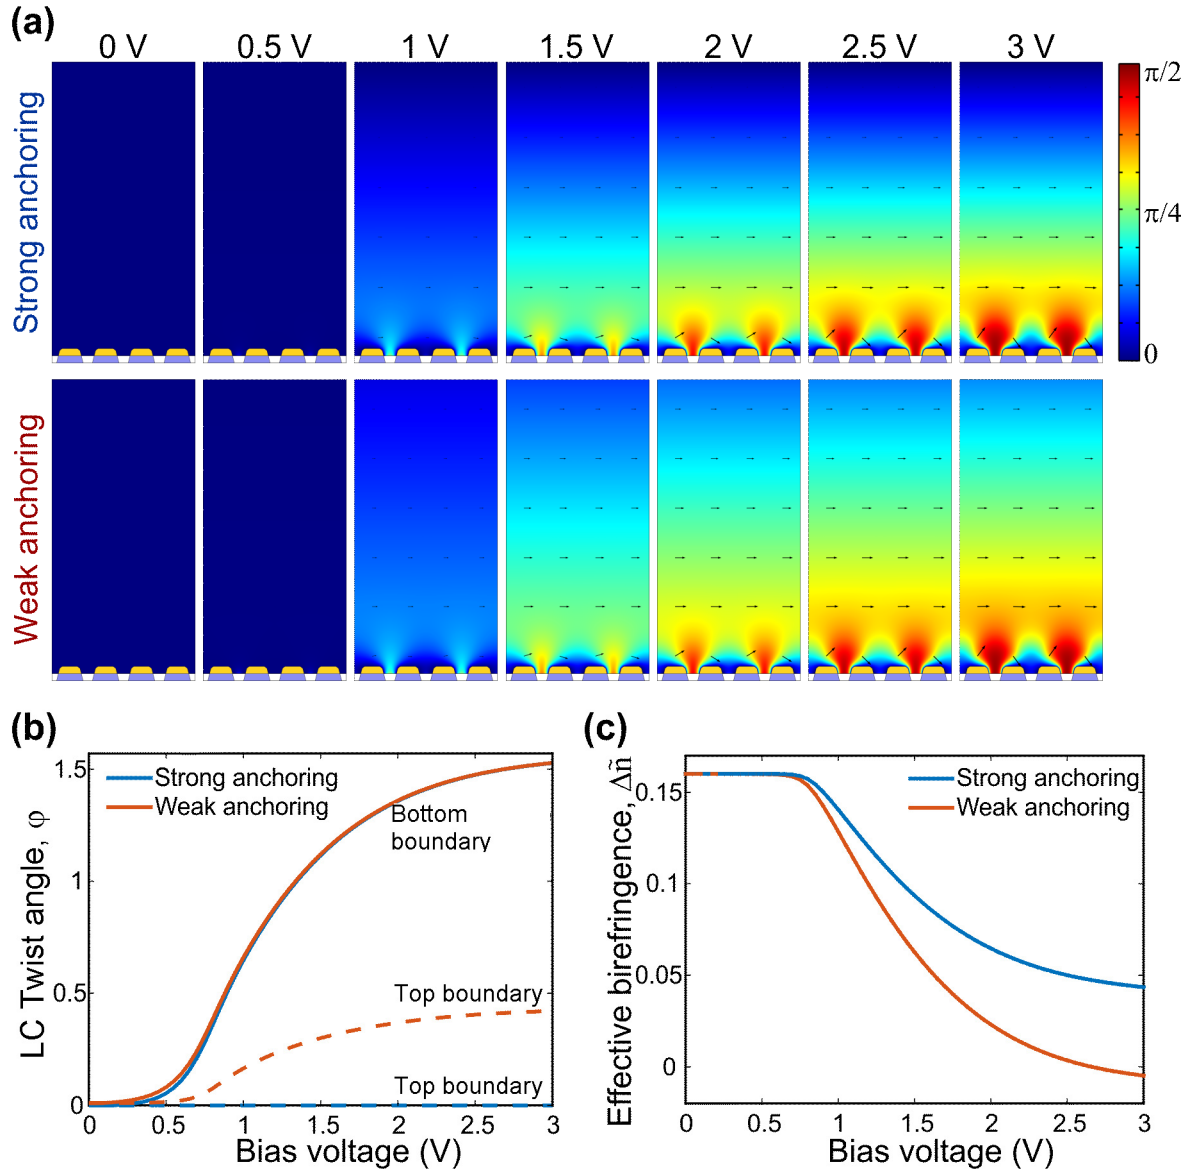 (a)
0 V 0.5 V 1 V 1.5 V 2 V 2.5 V 3 V
Strong anchoring
π/2
π/4
0
Weak anchoring
(b)
LC Twist angle, φ
1.5
1
0.5
0
Strong anchoring
Weak anchoring
Bottom
boundary
Top boundary
Top boundary
0 0.5 1 1.5 2 2.5 3
Bias voltage (V)
(c)
Effective birefringence, Δñ
0.15
0.1
0.05
0
Strong anchoring
Weak anchoring
0 0.5 1 1.5 2 2.5 3
Bias voltage (V)